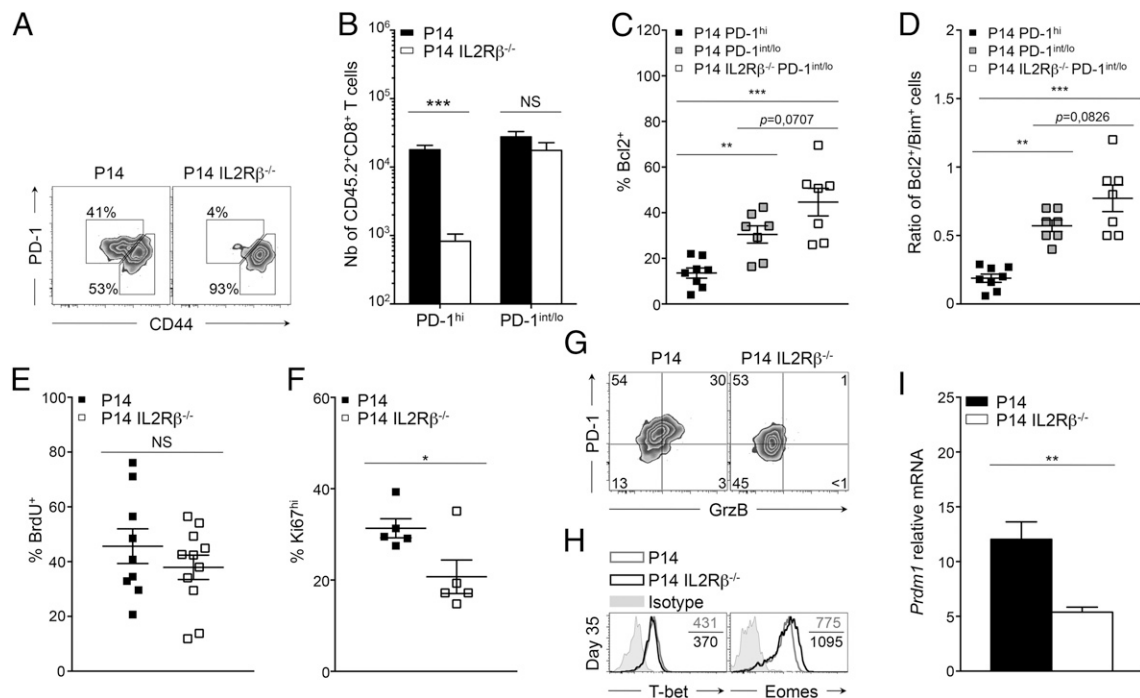 A
P14
P14 IL2Rβ-/-
PD-1
41%
53%
4%
93%
CD44
B
P14
P14 IL2Rβ-/-
Nb of CD45.2+CD8+ T cells
10^6
10^5
10^4
10^3
10^2
***
NS
PD-1hi
PD-1int/lo
C
P14 PD-1hi
P14 PD-1int/lo
P14 IL2Rβ-/- PD-1int/lo
% Bcl2+
120
100
80
60
40
20
0
***
p=0,0707
**
D
P14 PD-1hi
P14 PD-1int/lo
P14 IL2Rβ-/- PD-1int/lo
Ratio of Bcl2+/Bim+ cells
2
1.5
1
0.5
0
***
p=0,0826
**
E
P14
P14 IL2Rβ-/-
% BrdU+
100
80
60
40
20
0
NS
F
P14
P14 IL2Rβ-/-
% Ki67hi
60
40
20
0
*
G
P14
P14 IL2Rβ-/-
PD-1
54 30
13 3
53 1
45 <1
GrzB
H
P14
P14 IL2Rβ-/-
Isotype
Day 35
431
370
775
1095
T-bet
Eomes
I
P14
P14 IL2Rβ-/-
Prdm1 relative mRNA
25
20
15
10
5
0
**